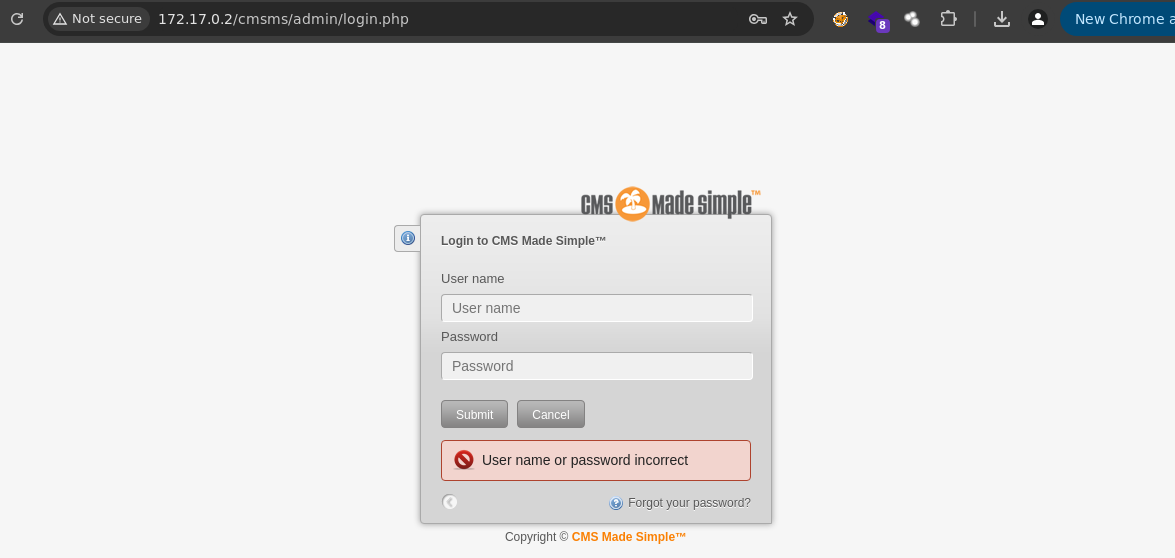 Not secure 172.17.0.2/cmsms/admin/login.php 8 New Chrome a
CMS Made Simple™
Login to CMS Made Simple™
User name
User name
Password
Password
Submit Cancel
User name or password incorrect
Forgot your password?
Copyright © CMS Made Simple™